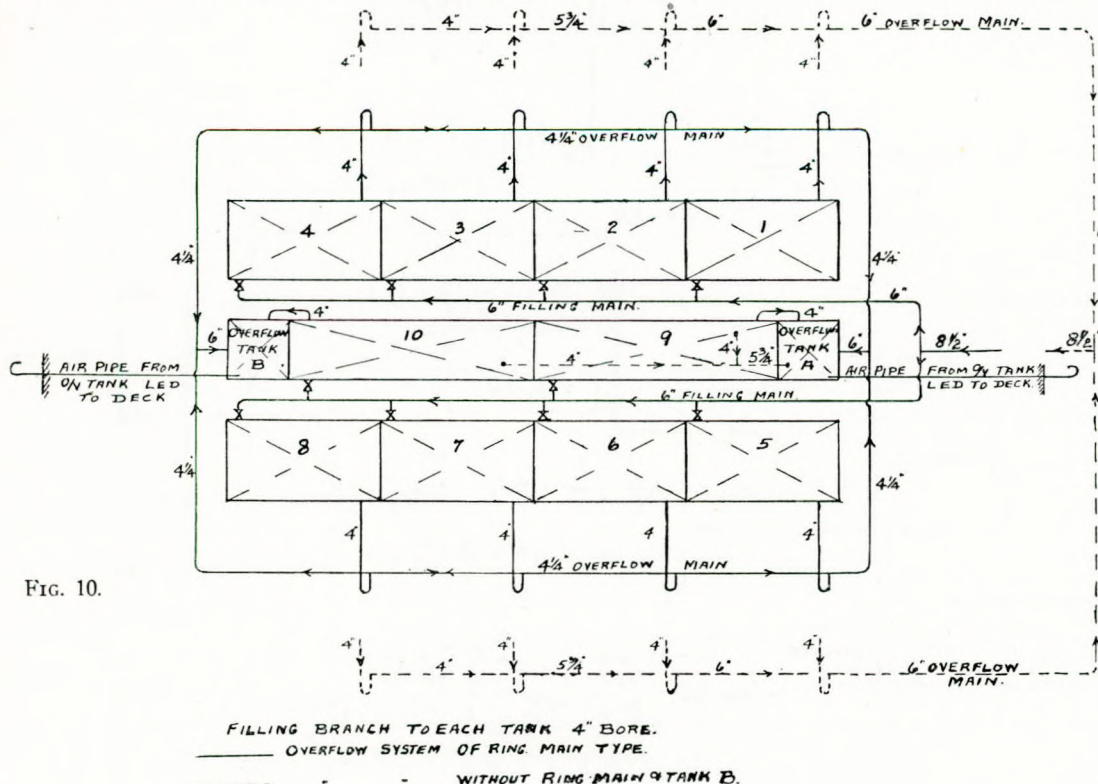 4" 5¾" 6" 6" OVERFLOW MAIN.
4" 4" 4" 4"
4¼" OVERFLOW MAIN
4" 4" 4" 4"
4 3 2 1
4¼" 4¼"
6" FILLING MAIN. 6"
4" 4"
OVERFLOW TANK B 10 9 OVERFLOW TANK A
6" 4" 4" 5¾" 6" 8½" 8½"
AIR PIPE FROM
O/V TANK LED
TO DECK
AIR PIPE FROM O/V TANK
LED TO DECK
6" FILLING MAIN.
8 7 6 5
4¼ 4¼"
4" 4" 4 4"
4¼" OVERFLOW MAIN
FIG. 10.
4" 4" 4" 4"
4" 5¾" 6" 6" OVERFLOW
MAIN.
FILLING BRANCH TO EACH TANK 4" BORE.
OVERFLOW SYSTEM OF RING MAIN TYPE.
" " WITHOUT RING MAIN & TANK B.